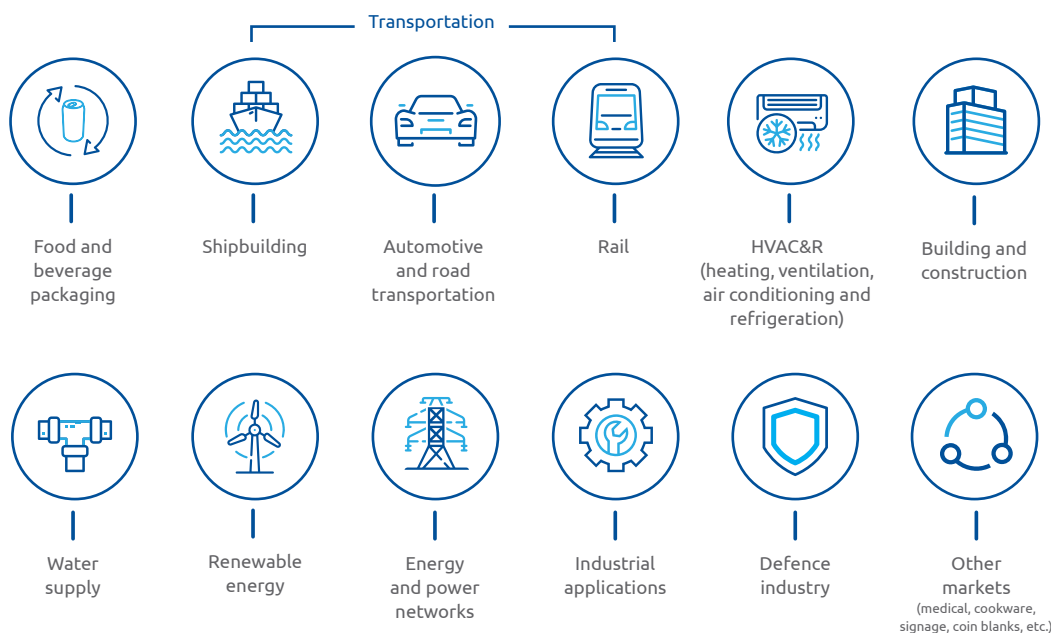 Transportation
Food and
beverage
packaging
Shipbuilding
Automotive
and road
transportation
Rail
HVAC&R
(heating, ventilation,
air conditioning and
refrigeration)
Building and
construction
Water
supply
Renewable
energy
Energy
and power
networks
Industrial
applications
Defence
industry
Other
markets
(medical, cookware,
signage, coin blanks, etc.)